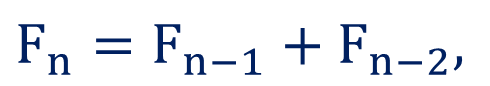 Fₙ = Fₙ₋₁ + Fₙ₋₂,